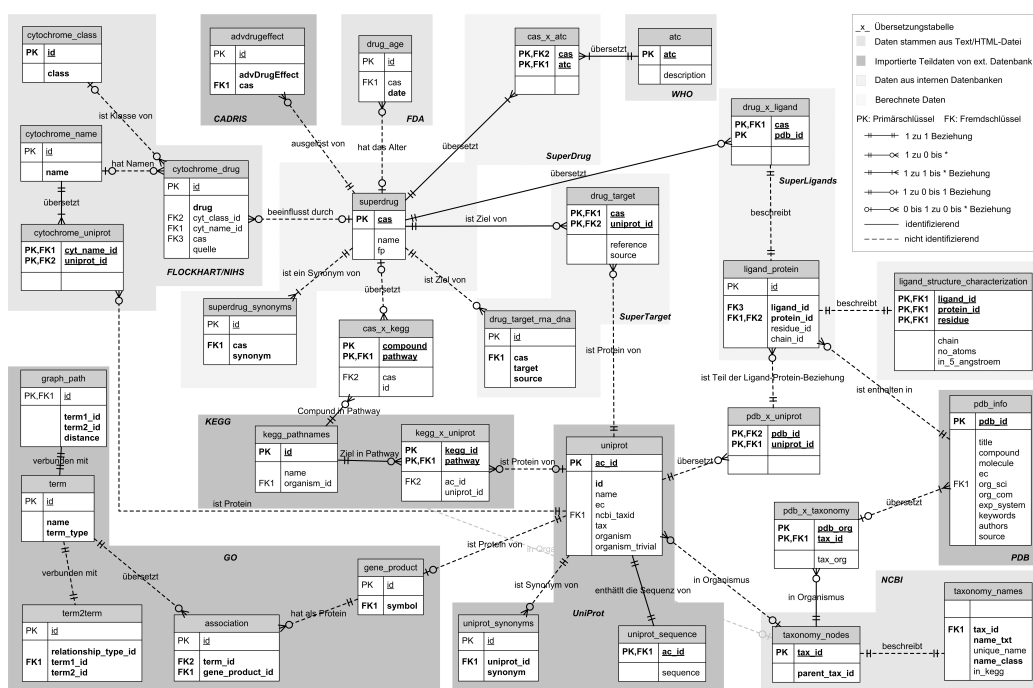 cytochrome_class
PK id
class
ist Klasse von
cytochrome_name
PK id
name
hat Namen
übersetzt
cytochrome_uniprot
PK,FK1 cyt_name_id
PK,FK2 uniprot_id
cytochrome_drug
PK id
drug
FK2 cyt_class_id
FK1 cyt_name_id
FK3 cas
quelle
FLOCKHART/NIHS
advdrugeffect
PK id
advDrugEffect
FK1 cas
CADRIS
ausgelöst von
drug_age
PK id
FK1 cas
date
FDA
hat das Alter
cas_x_atc
PK,FK2 cas
PK,FK1 atc
übersetzt
atc
PK atc
description
WHO
übersetzt
SuperDrug
beeinflusst durch
superdrug
PK cas
name
fp
ist Ziel von
übersetzt
drug_x_ligand
PK,FK1 cas
PK pdb_id
SuperLigands
beschreibt
drug_target
PK,FK1 cas
PK,FK2 uniprot_id
reference
source
SuperTarget
ist Protein von
ist ein Synonym von
übersetzt
ist Ziel von
superdrug_synonyms
PK id
FK1 cas
synonym
cas_x_kegg
PK compound
PK,FK1 pathway
FK2 cas
id
drug_target_rna_dna
PK id
FK1 cas
target
source
_x_ Übersetzungstabelle
Daten stammen aus Text/HTML-Datei
Importierte Teildaten von ext. Datenbank
Daten aus internen Datenbanken
Berechnete Daten
PK: Primärschlüssel FK: Fremdschlüssel
1 zu 1 Beziehung
1 zu 0 bis *
1 zu 1 bis * Beziehung
1 zu 0 bis 1 Beziehung
0 bis 1 zu 0 bis * Beziehung
identifizierend
nicht identifizierend
ligand_protein
PK id
FK3 ligand_id
FK1,FK2 protein_id
residue_id
chain_id
beschreibt
ligand_structure_characterization
PK,FK1 ligand_id
PK,FK1 protein_id
PK,FK1 residue
chain
no_atoms
in_5_angstroem
ist Teil der Ligand-Protein-Beziehung
ist enthalten in
pdb_x_uniprot
PK,FK2 pdb_id
PK,FK1 uniprot_id
übersetzt
pdb_info
PK pdb_id
title
compound
molecule
ec
FK1 org_sci
org_com
exp_system
keywords
authors
source
PDB
übersetzt
graph_path
PK,FK1 id
term1_id
term2_id
distance
verbunden mit
term
PK id
name
term_type
verbunden mit
übersetzt
term2term
PK id
relationship_type_id
FK1 term1_id
term2_id
GO
association
PK id
FK2 term_id
FK1 gene_product_id
hat als Protein
gene_product
PK id
FK1 symbol
ist Protein von
ist Protein
KEGG
Compund in Pathway
kegg_pathnames
PK id
name
FK1 organism_id
Ziel in Pathway
kegg_x_uniprot
PK kegg_id
PK,FK1 pathway
FK2 ac_id
uniprot_id
ist Protein von
uniprot
PK ac_id
id
name
ec
ncbi_taxid
FK1 tax
organism
organism_trivial
ist Synonym von
enthält die Sequenz von
UniProt
uniprot_synonyms
PK id
FK1 uniprot_id
synonym
uniprot_sequence
PK,FK1 ac_id
sequence
in Organismus
pdb_x_taxonomy
PK pdb_org
PK,FK1 tax_id
tax_org
in Organismus
NCBI
taxonomy_nodes
PK tax_id
parent_tax_id
beschreibt
taxonomy_names
FK1 tax_id
name_txt
unique_name
name_class
in_kegg